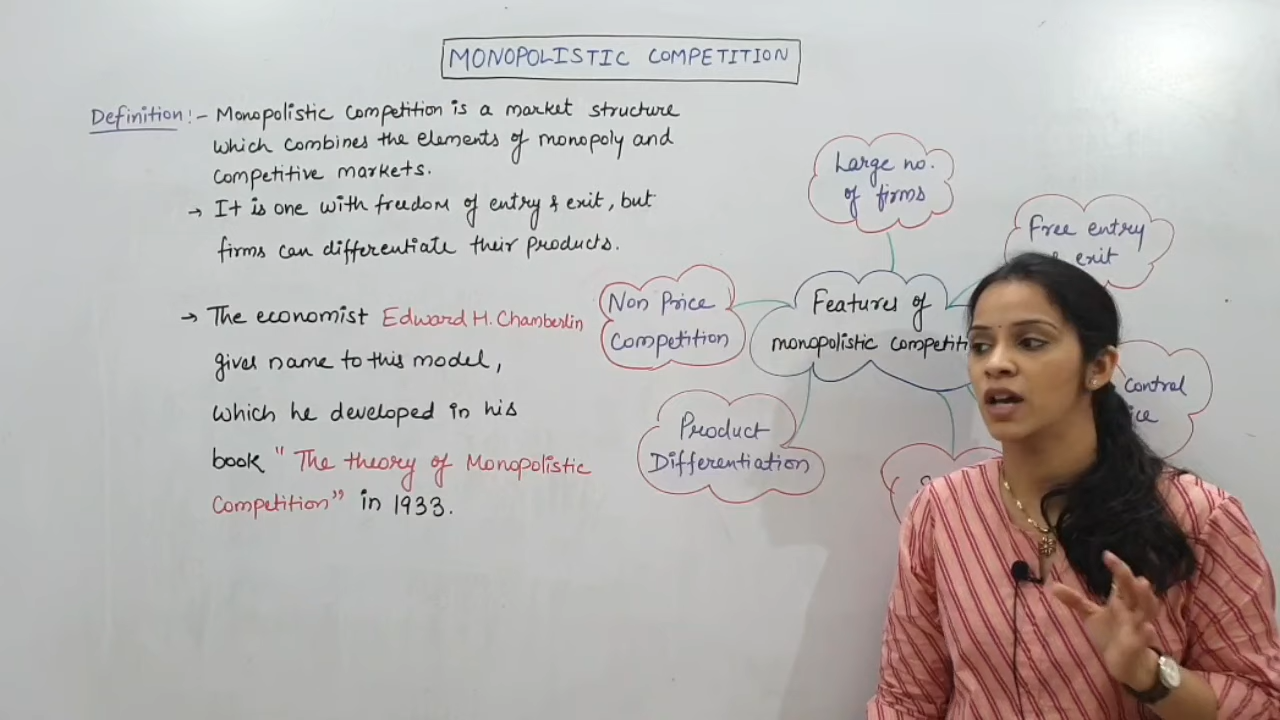 MONOPOLISTIC COMPETITION
Definition :- Monopolistic competition is a market structure
which combines the elements of monopoly and
competitive markets.
→ It is one with freedom of entry & exit, but
firms can differentiate their products.
→ The economist Edward H. Chamberlin
gives name to this model,
which he developed in his
book "The theory of Monopolistic
Competition" in 1933.
Large no.
of firms
Free entry
exit
Non Price
Competition
Features of
monopolistic competiti
control
Product
Differentiation